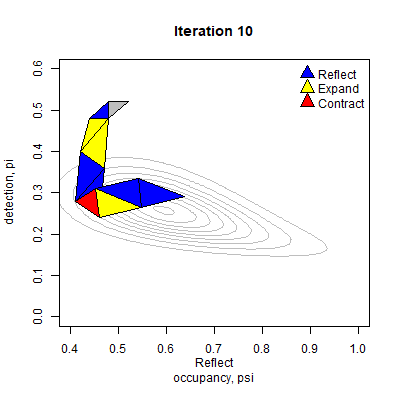 Iteration 10
Reflect
Expand
Contract
detection, pi
0.6
0.5
0.4
0.3
0.2
0.1
0.0
0.4 0.5 0.6 0.7 0.8 0.9 1.0
Reflect
occupancy, psi